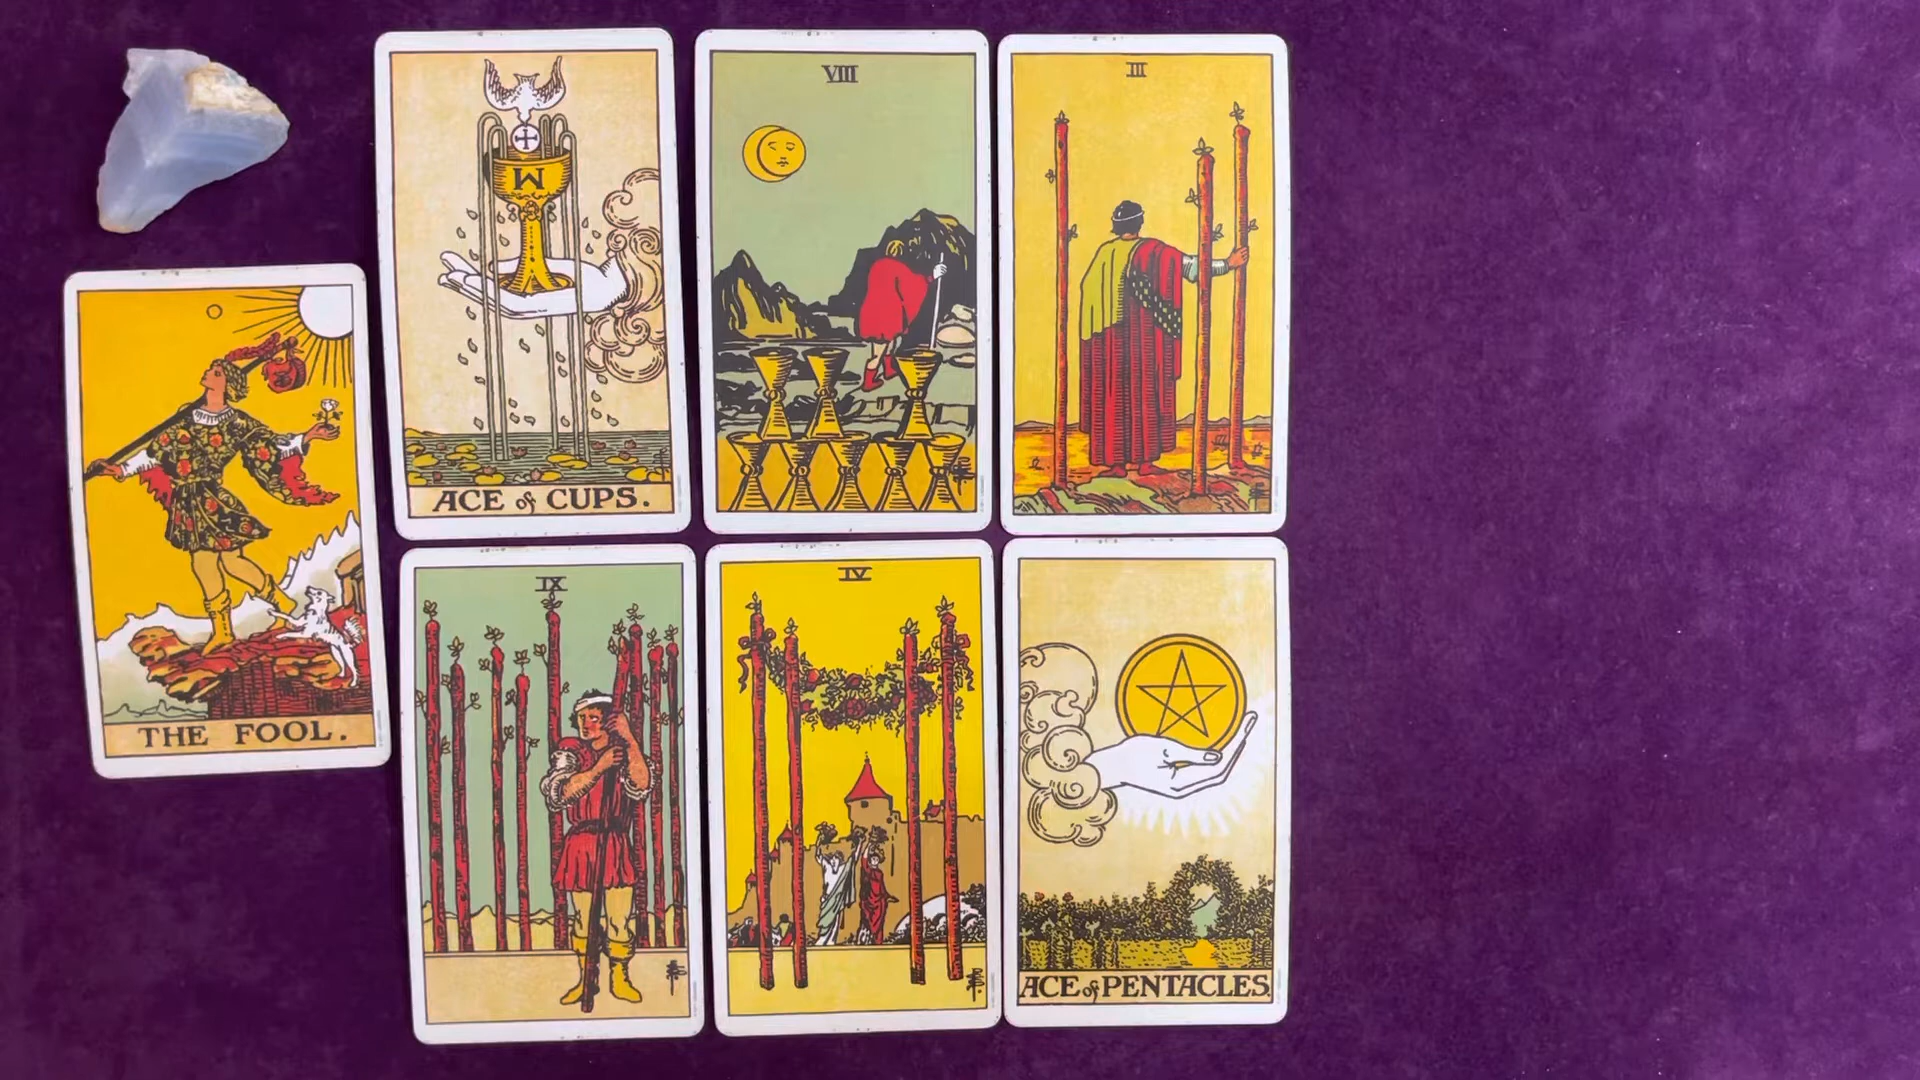 THE FOOL.
W
ACE of CUPS.
VIII
III
IX
IV
ACE of PENTACLES.